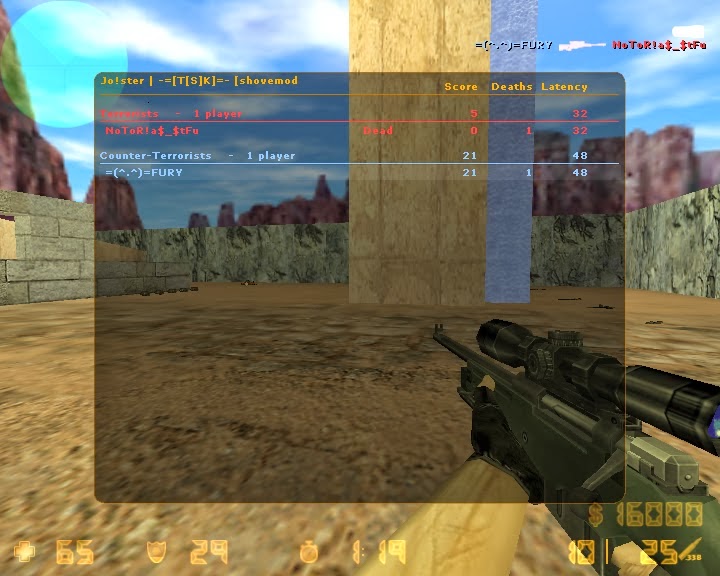 =(^.^)=FURY NoToR!a$_$tFu
Jo!ster | -=[T[S]K]=- [shovemod
Score Deaths Latency
Terrorists - 1 player 5 32
NoToR!a$_$tFu Dead 0 1 32
Counter-Terrorists - 1 player 21 48
=(^.^)=FURY 21 1 48
$ 16000
65 29 1:19 10 | 25 .338